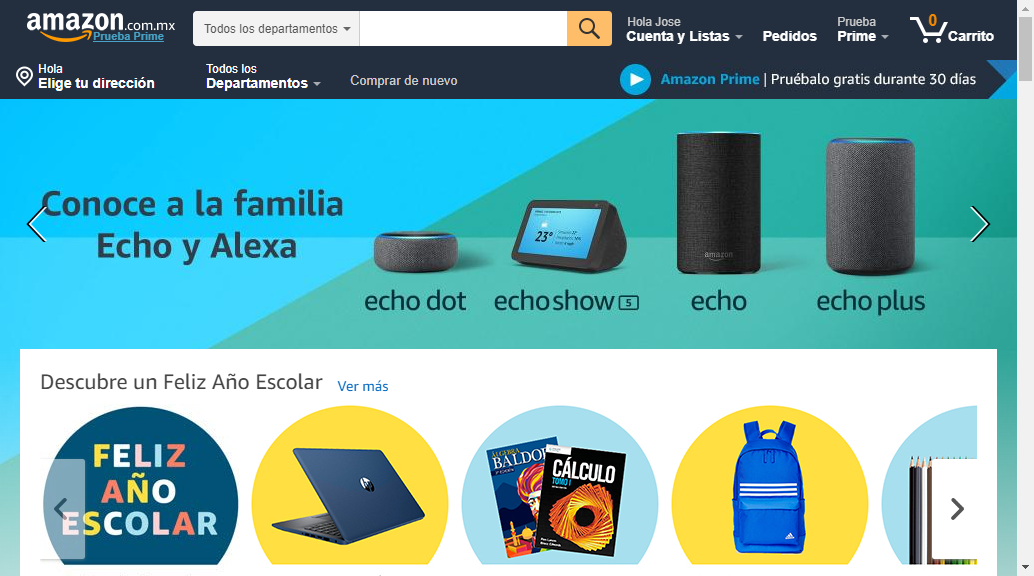 amazon.com.mx
Prueba Prime
Todos los departamentos
Hola Jose
Cuenta y Listas
Pedidos
Prueba
Prime
0
Carrito
Hola
Elige tu dirección
Todos los
Departamentos
Comprar de nuevo
Amazon Prime | Pruébalo gratis durante 30 días
Conoce a la familia
Echo y Alexa
23°
amazon
echo dot
echo show 5
echo
echo plus
Descubre un Feliz Año Escolar
Ver más
FELIZ
AÑO
ESCOLAR
hp
ÁLGEBRA
BALDOR
CÁLCULO
TOMO I
adidas